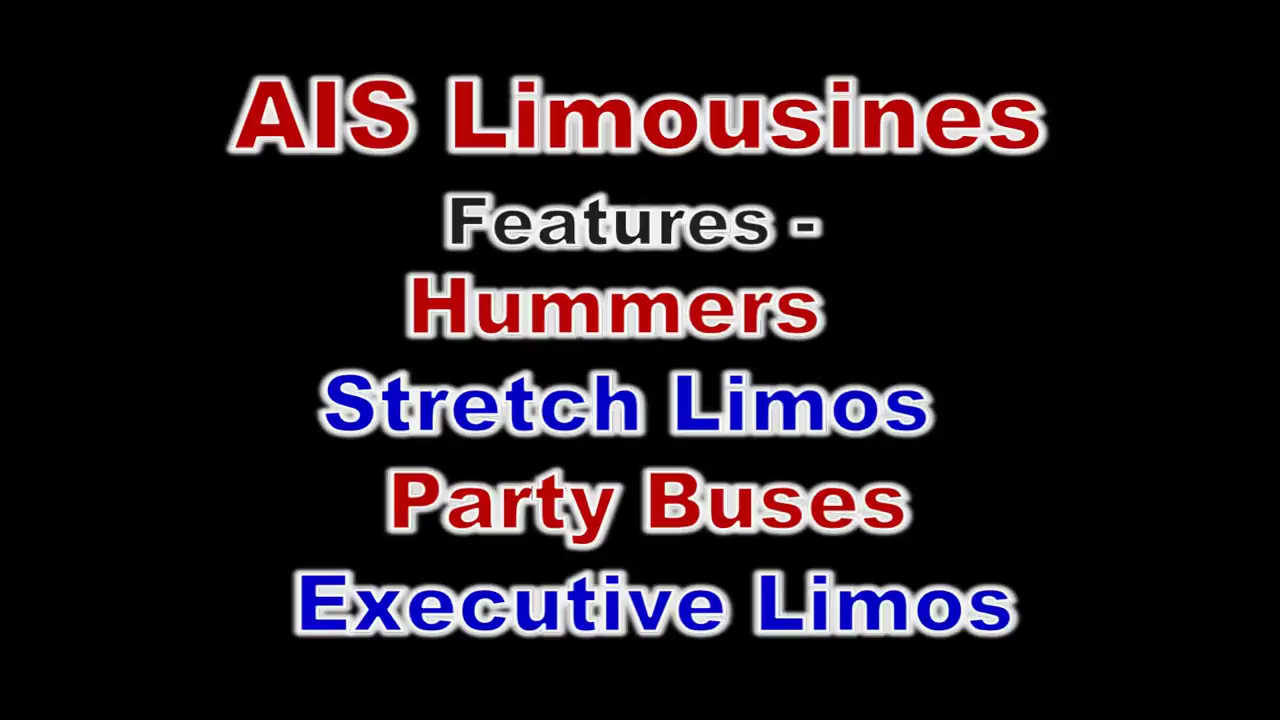 AIS Limousines
Features -
Hummers
Stretch Limos
Party Buses
Executive Limos